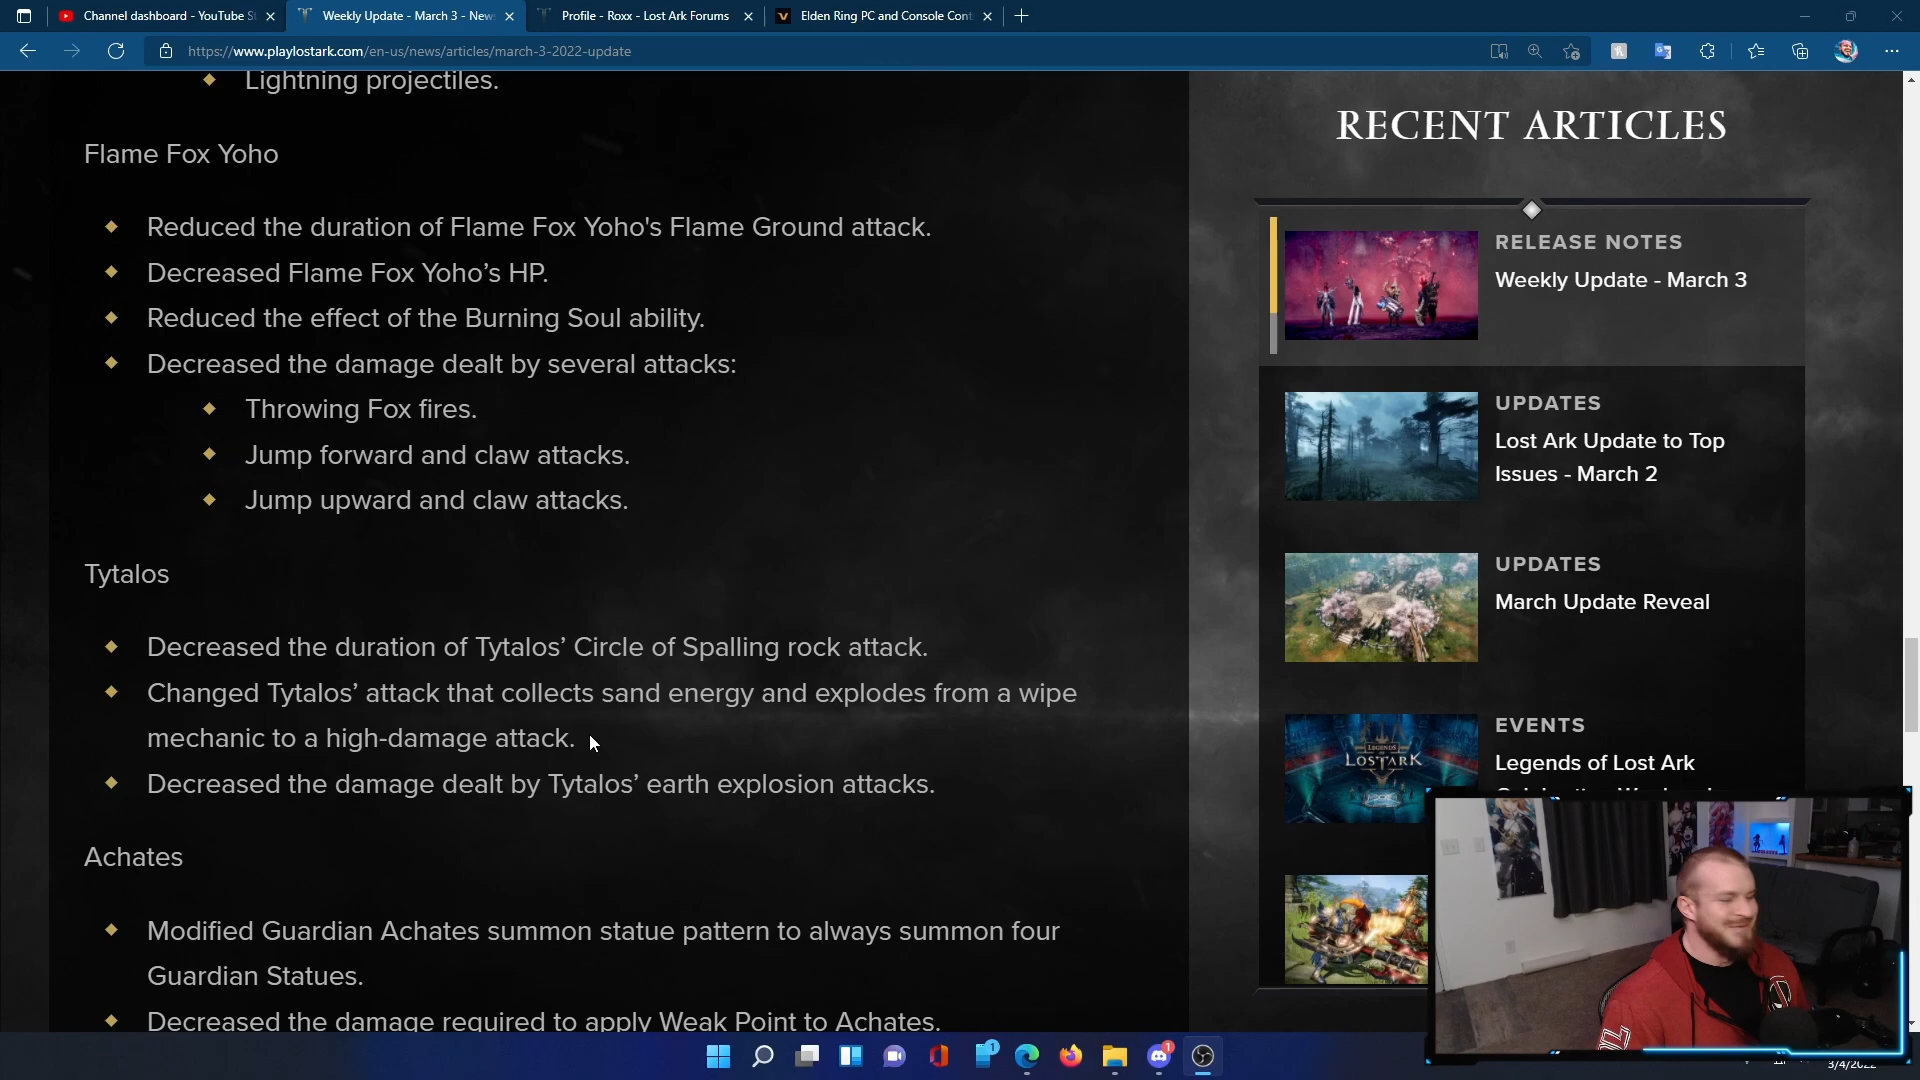 Channel dashboard - YouTube St
Weekly Update - March 3 - New
Profile - Roxx - Lost Ark Forums
Elden Ring PC and Console Cont
https://www.playlostark.com/en-us/news/articles/march-3-2022-update
Lightning projectiles.
Flame Fox Yoho
Reduced the duration of Flame Fox Yoho's Flame Ground attack.
Decreased Flame Fox Yoho’s HP.
Reduced the effect of the Burning Soul ability.
Decreased the damage dealt by several attacks:
Throwing Fox fires.
Jump forward and claw attacks.
Jump upward and claw attacks.
Tytalos
Decreased the duration of Tytalos’ Circle of Spalling rock attack.
Changed Tytalos’ attack that collects sand energy and explodes from a wipe
mechanic to a high-damage attack.
Decreased the damage dealt by Tytalos’ earth explosion attacks.
Achates
Modified Guardian Achates summon statue pattern to always summon four
Guardian Statues.
Decreased the damage required to apply Weak Point to Achates.
RECENT ARTICLES
RELEASE NOTES
Weekly Update - March 3
UPDATES
Lost Ark Update to Top
Issues - March 2
UPDATES
March Update Reveal
EVENTS
Legends of Lost Ark
LEGENDS
OF
LOST ARK
1
1
3/4/2022